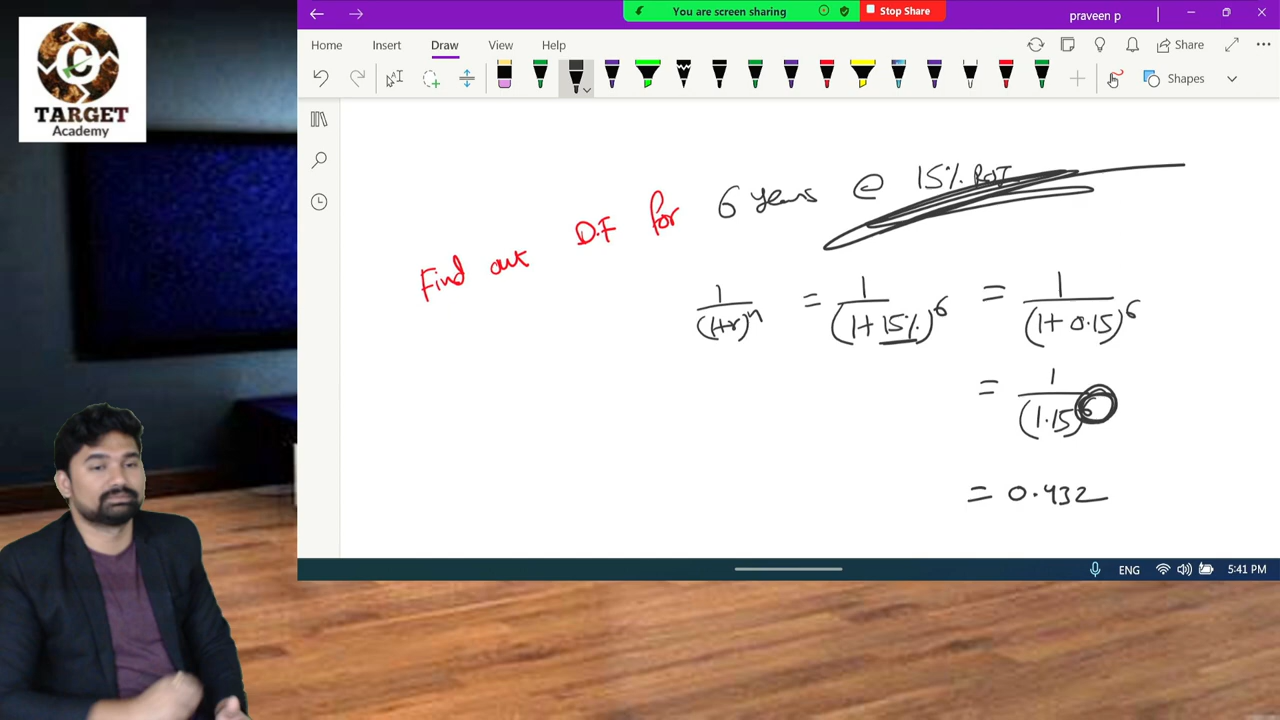 TARGET
Academy
You are screen sharing
Stop Share
praveen p
Home Insert Draw View Help
Share
Shapes
Find out D.F for 6 years @ 15% ROI
1/(1+r)^n = 1/(1+15%)^6 = 1/(1+0.15)^6
= 1/(1.15)^6
= 0.432
ENG
5:41 PM